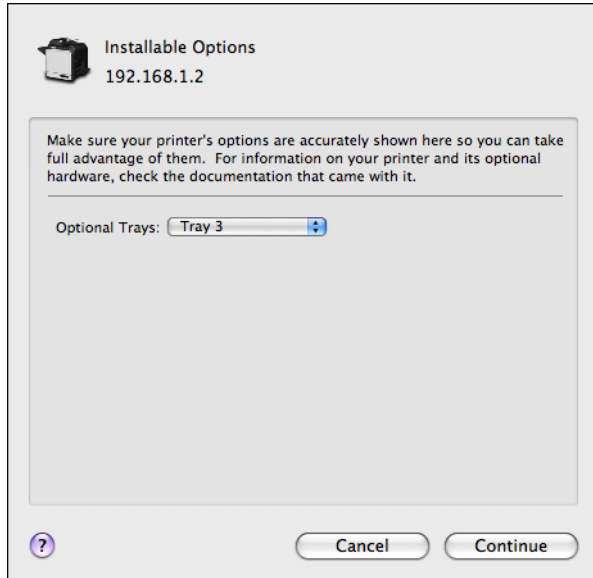 Installable Options
192.168.1.2
Make sure your printer's options are accurately shown here so you can take
full advantage of them.  For information on your printer and its optional
hardware, check the documentation that came with it.
Optional Trays: Tray 3
? Cancel Continue